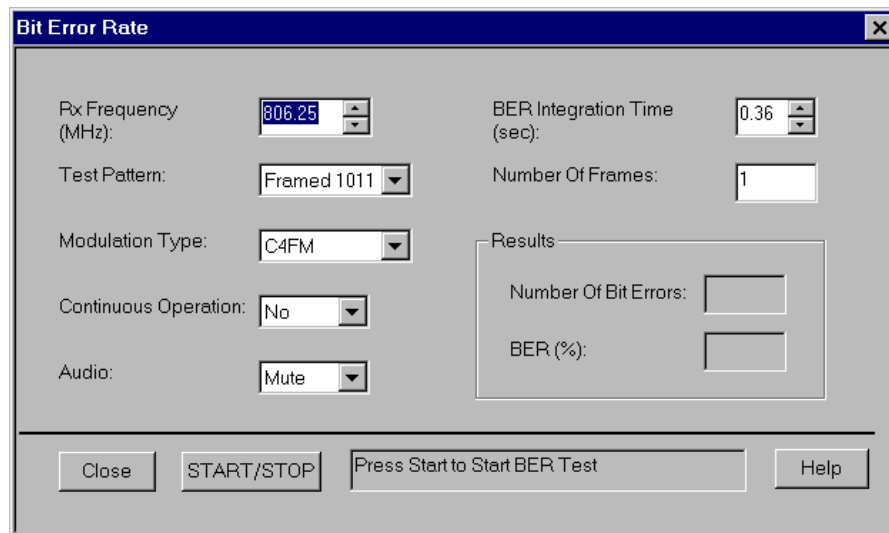 Bit Error Rate
Rx Frequency
(MHz):
806.25
Test Pattern:
Framed 1011
Modulation Type:
C4FM
Continuous Operation:
No
Audio:
Mute
BER Integration Time
(sec):
0.36
Number Of Frames:
1
Results
Number Of Bit Errors:
BER (%):
Close
START/STOP
Press Start to Start BER Test
Help